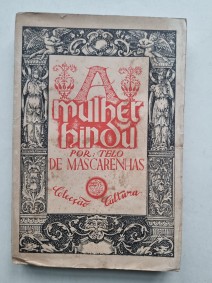 A
mulher
hindu
POR: TELO
DE MASCARENHAS
Colecção Cultura